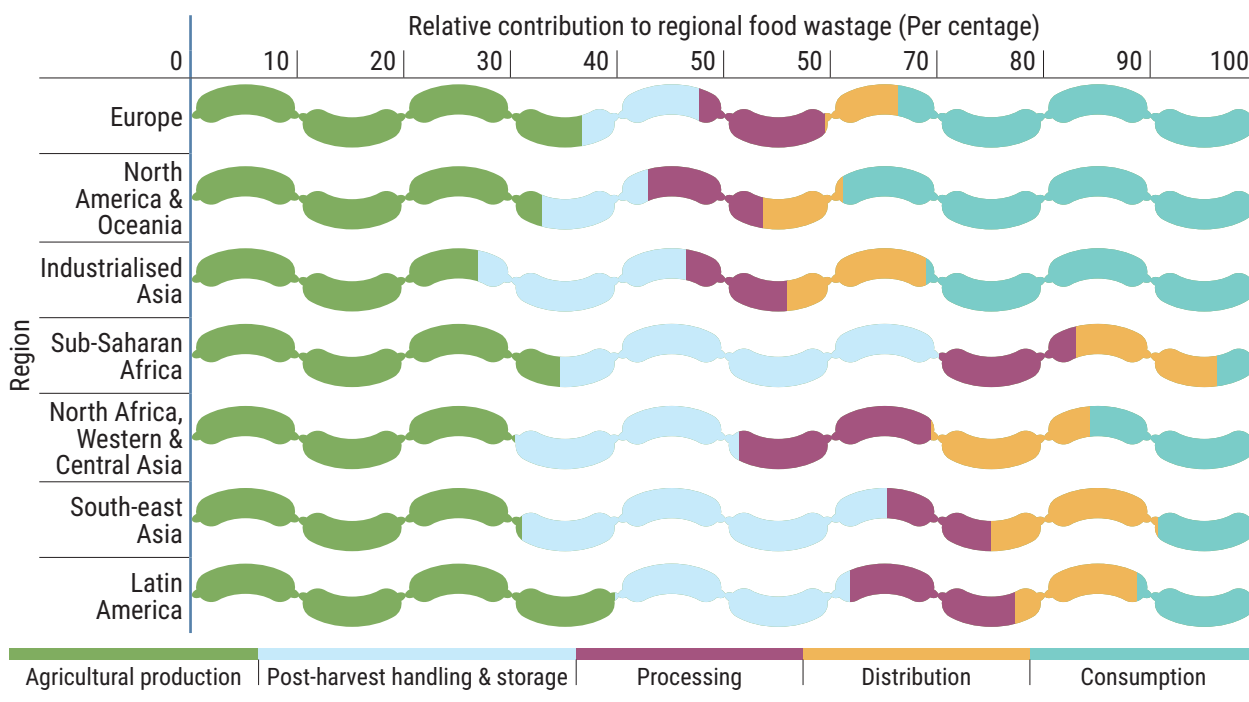 Relative contribution to regional food wastage (Per centage)
0 10 20 30 40 50 50 70 80 90 100
Region
Europe
North
America &
Oceania
Industrialised
Asia
Sub-Saharan
Africa
North Africa,
Western &
Central Asia
South-east
Asia
Latin
America
Agricultural production Post-harvest handling & storage Processing Distribution Consumption